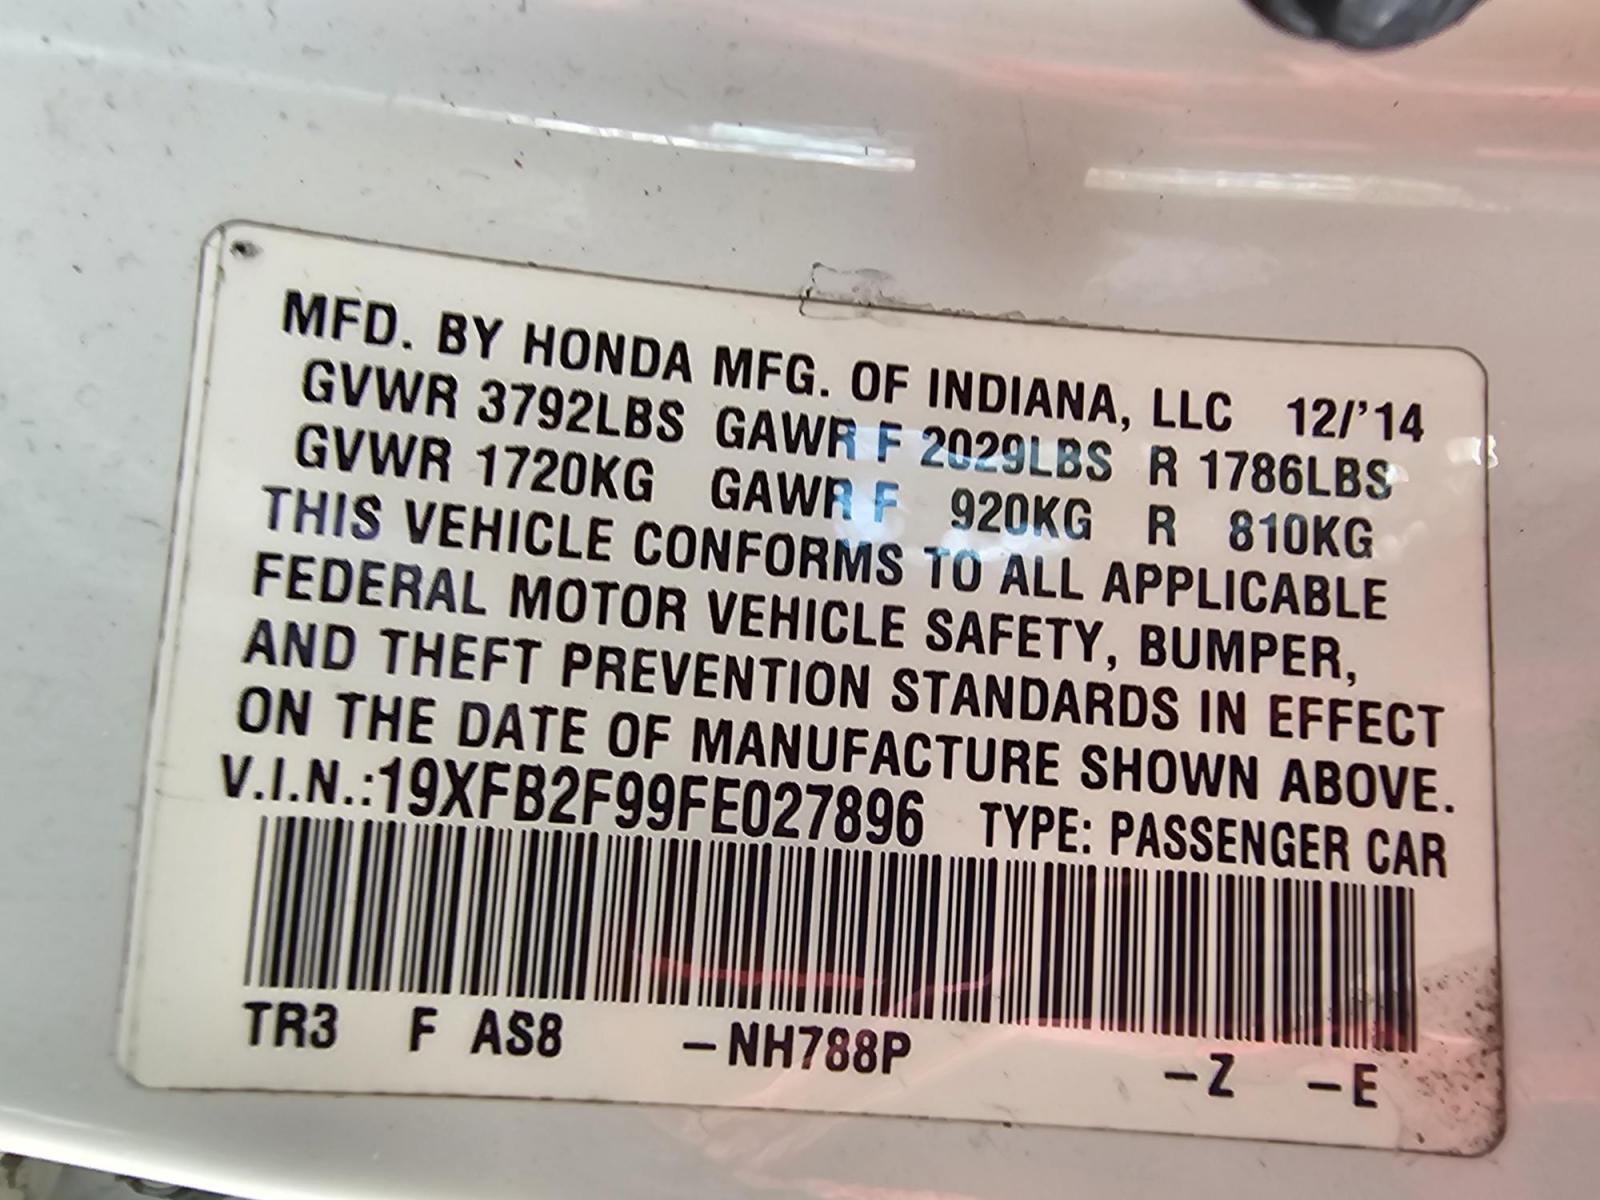 MFD. BY HONDA MFG. OF INDIANA, LLC 12/'14
GVWR 3792LBS GAWR F 2029LBS R 1786LBS
GVWR 1720KG GAWR F 920KG R 810KG
THIS VEHICLE CONFORMS TO ALL APPLICABLE
FEDERAL MOTOR VEHICLE SAFETY, BUMPER,
AND THEFT PREVENTION STANDARDS IN EFFECT
ON THE DATE OF MANUFACTURE SHOWN ABOVE.
V.I.N.:19XFB2F99FE027896 TYPE: PASSENGER CAR
TR3 F AS8 –NH788P –Z –E